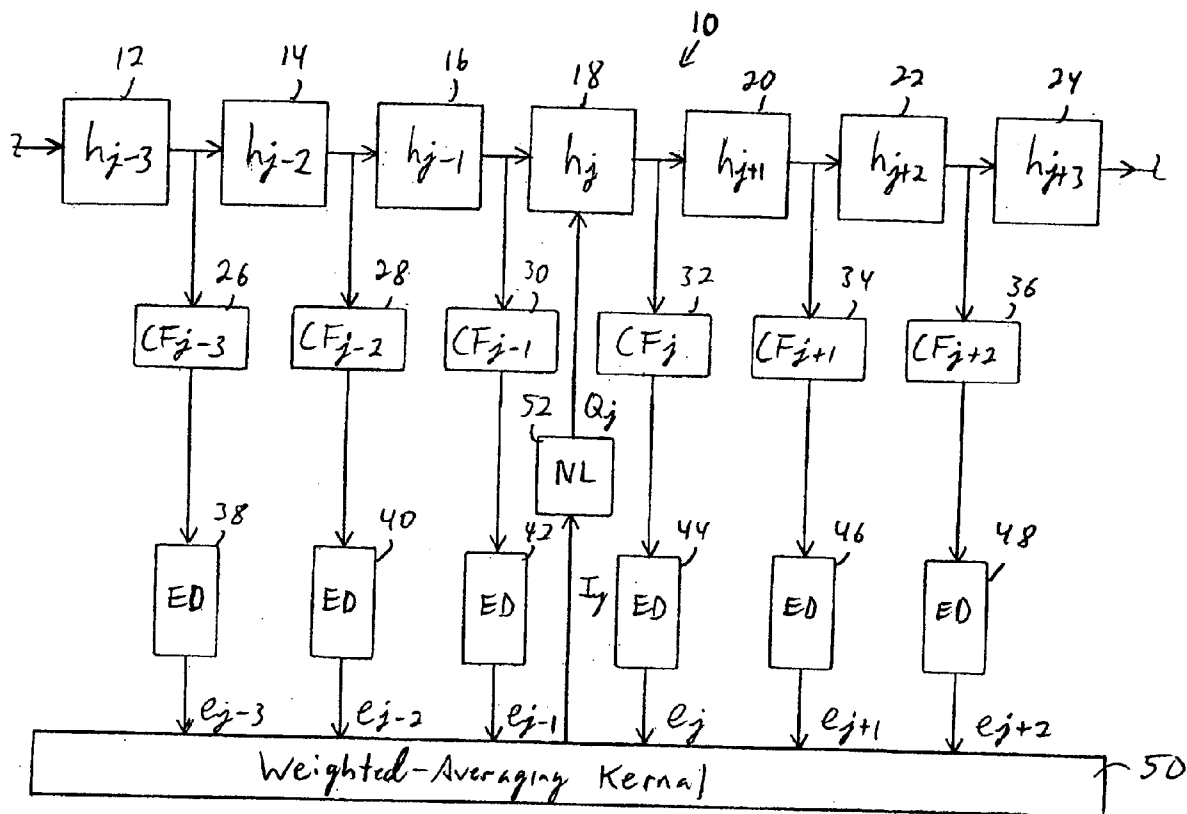 10
12 14 16 18 20 22 24
h_{j-3} h_{j-2} h_{j-1} h_j h_{j+1} h_{j+2} h_{j+3}
26 28 30 32 34 36
CF_{j-3} CF_{j-2} CF_{j-1} CF_j CF_{j+1} CF_{j+2}
52 Q_j
NL
38 40 42 44 46 48
ED ED ED I_y ED ED ED
e_{j-3} e_{j-2} e_{j-1} e_j e_{j+1} e_{j+2}
Weighted-Averaging Kernal 50